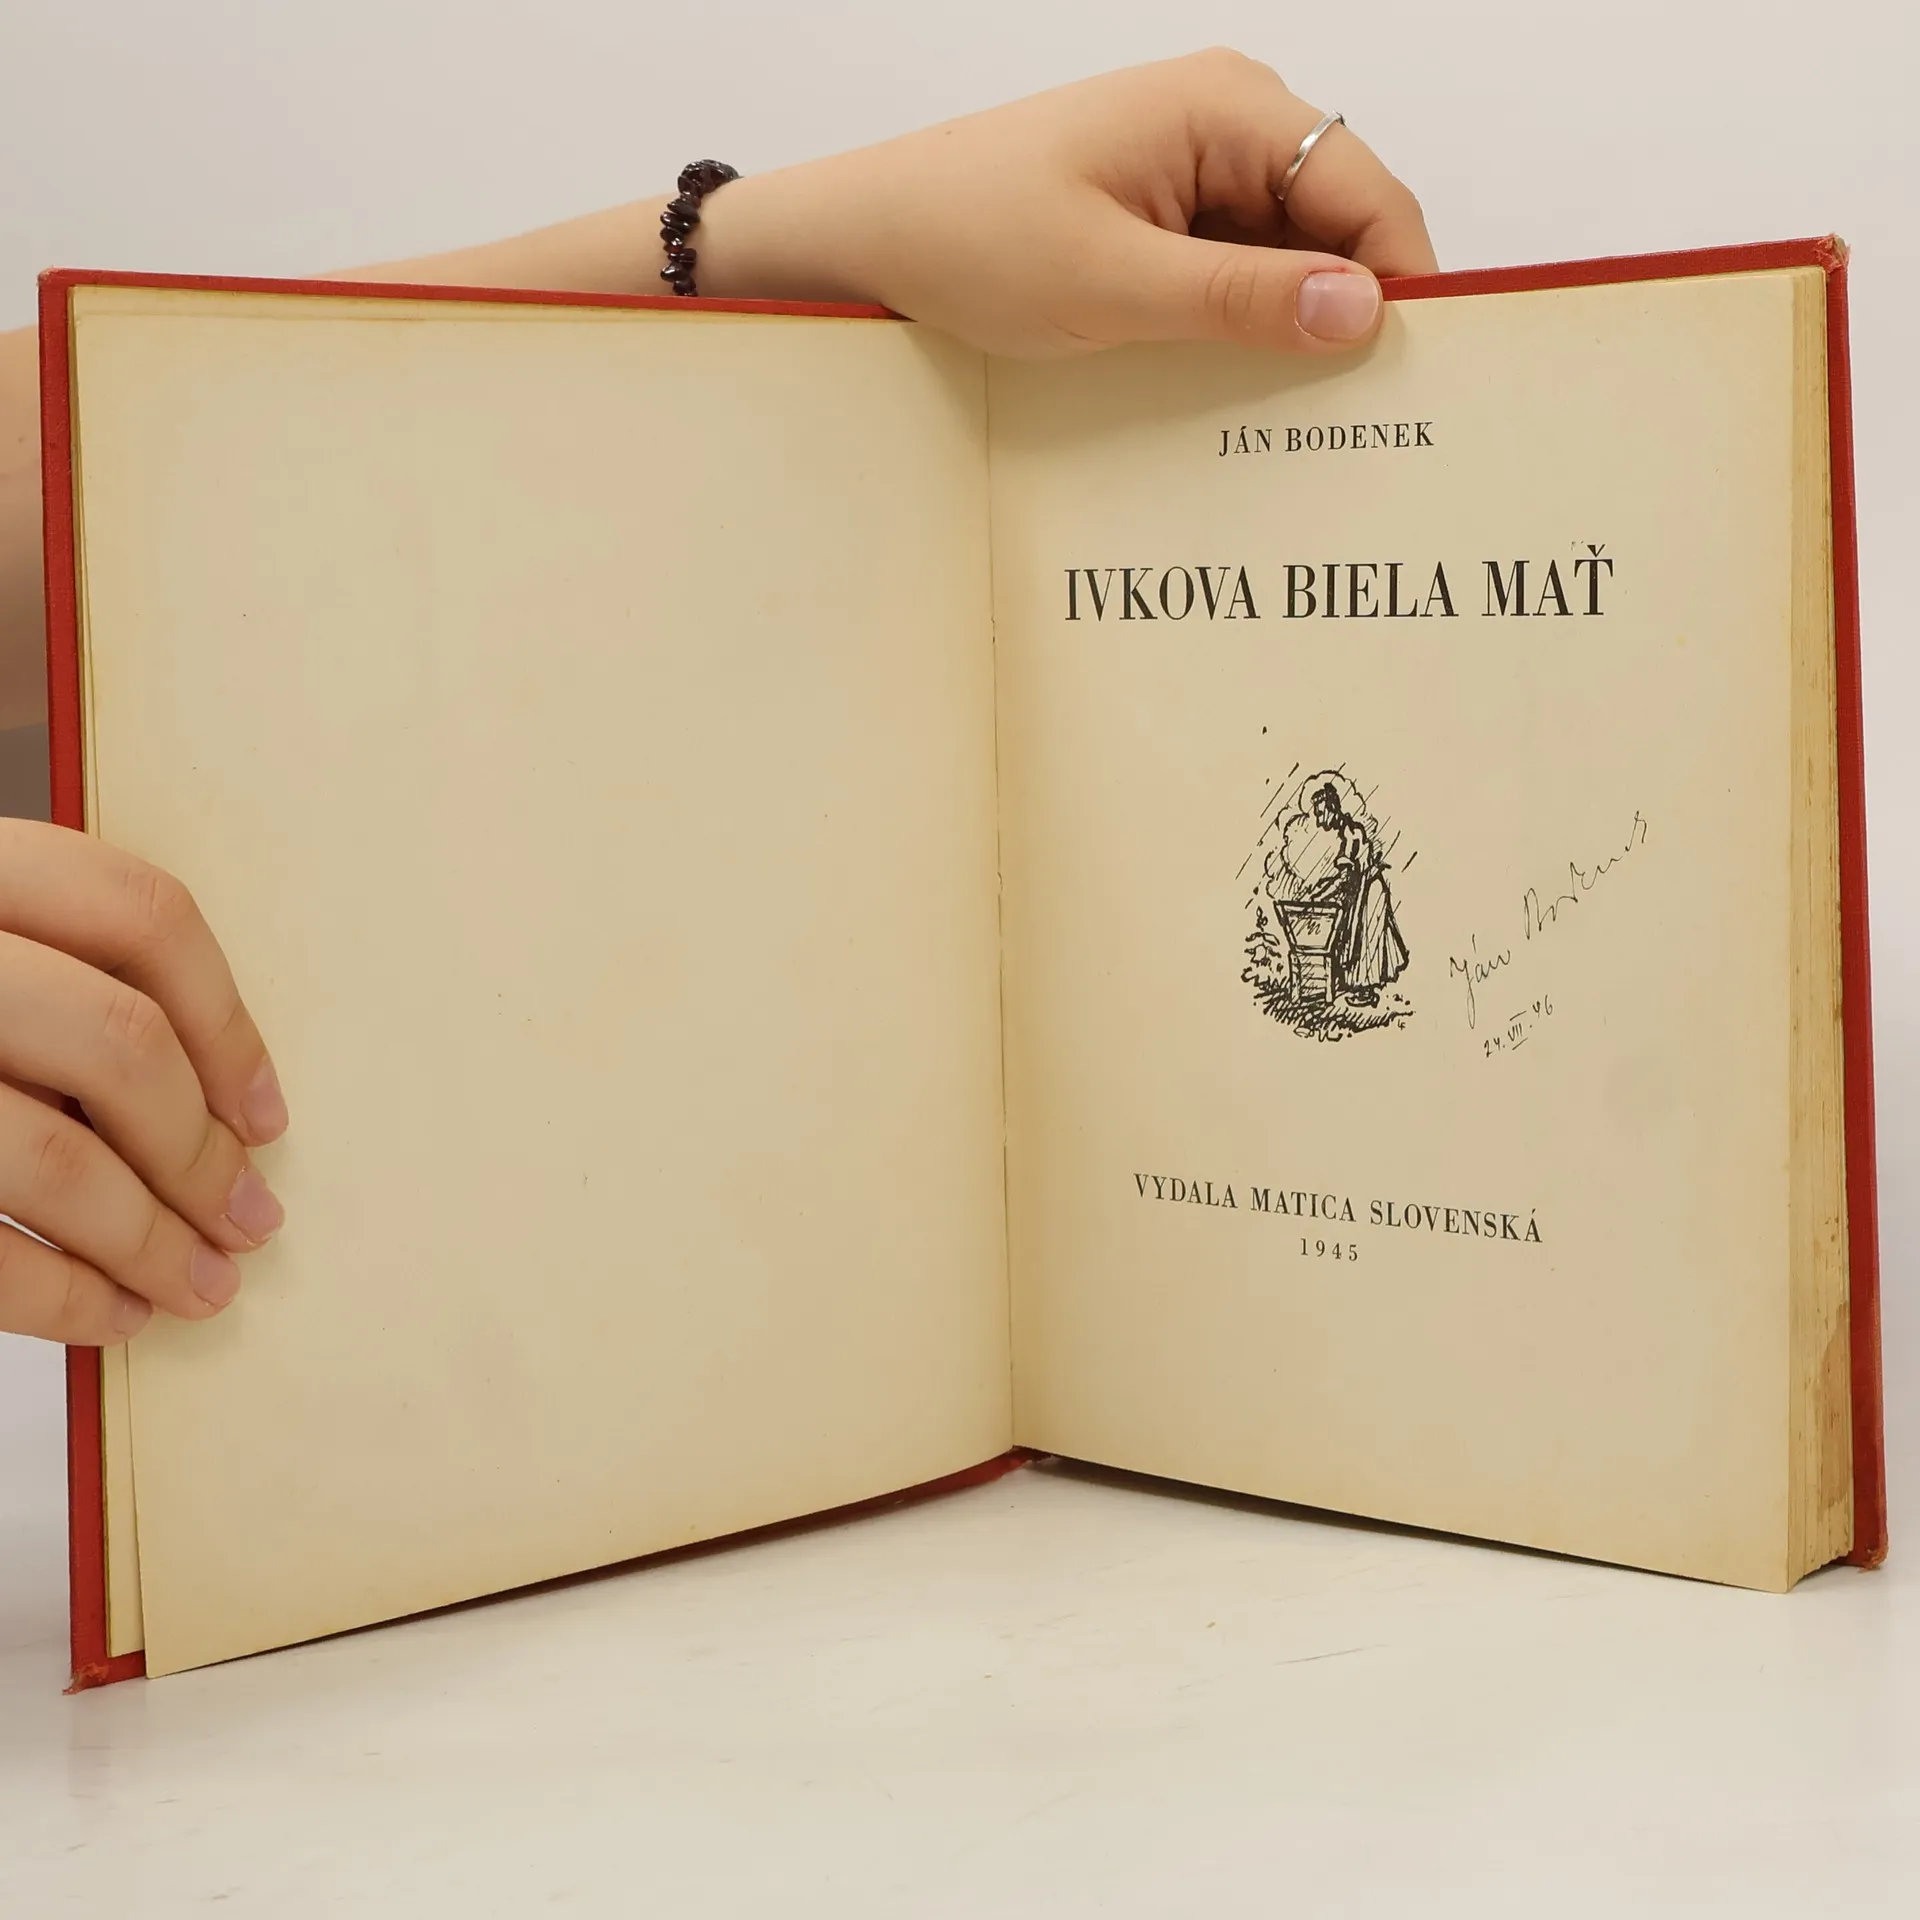 JÁN BODENEK
IVKOVA BIELA MAŤ
Ján Bodenek
24. VII. 46
VYDALA MATICA SLOVENSKÁ
1945